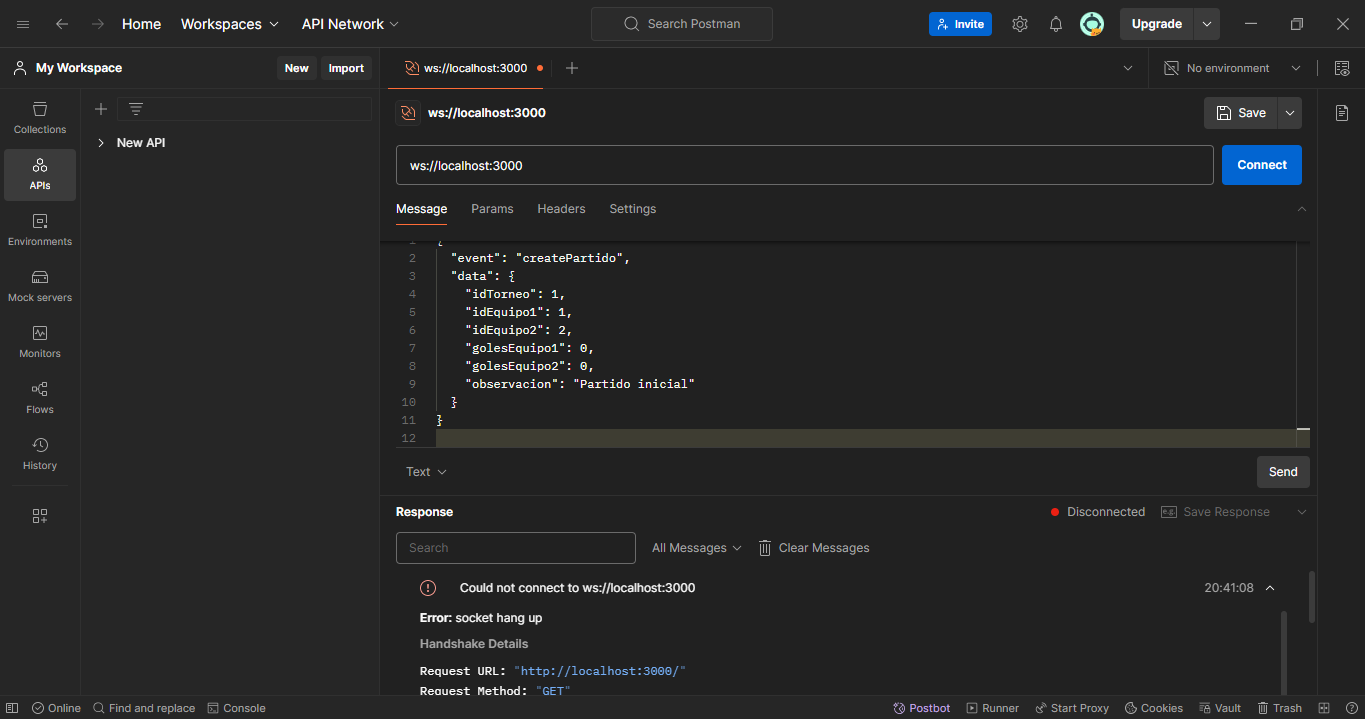 Home Workspaces API Network Search Postman Invite Upgrade
My Workspace New Import ws://localhost:3000 No environment
Collections
APIs
Environments
Mock servers
Monitors
Flows
History
New API
ws://localhost:3000 Save
ws://localhost:3000 Connect
Message Params Headers Settings
1 {
2 "event": "createPartido",
3 "data": {
4 "idTorneo": 1,
5 "idEquipo1": 1,
6 "idEquipo2": 2,
7 "golesEquipo1": 0,
8 "golesEquipo2": 0,
9 "observacion": "Partido inicial"
10 }
11 }
12
Text Send
Response Disconnected e.g. Save Response
Search All Messages Clear Messages
Could not connect to ws://localhost:3000 20:41:08
Error: socket hang up
Handshake Details
Request URL: "http://localhost:3000/"
Request Method: "GET"
Online Find and replace Console Postbot Runner Start Proxy Cookies Vault Trash